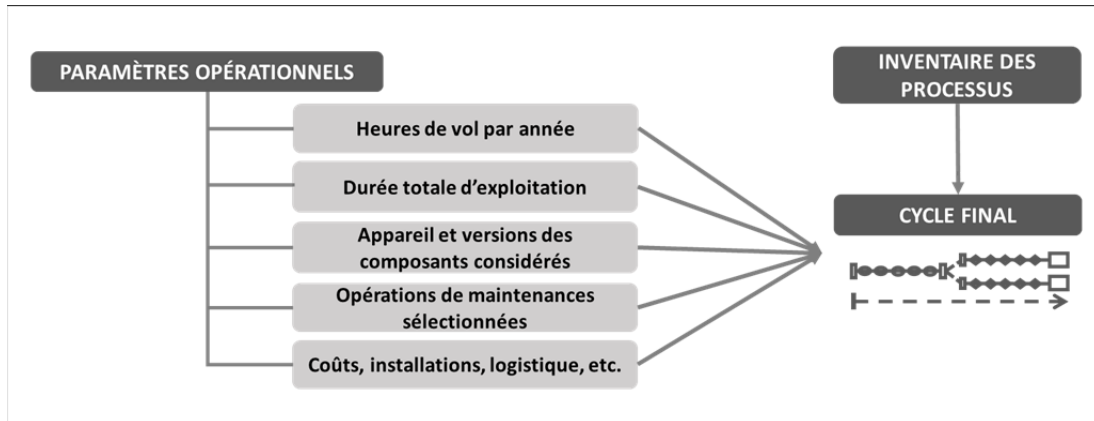 PARAMÈTRES OPÉRATIONNELS
Heures de vol par année
Durée totale d'exploitation
Appareil et versions des
composants considérés
Opérations de maintenances
sélectionnées
Coûts, installations, logistique, etc.
INVENTAIRE DES
PROCESSUS
CYCLE FINAL